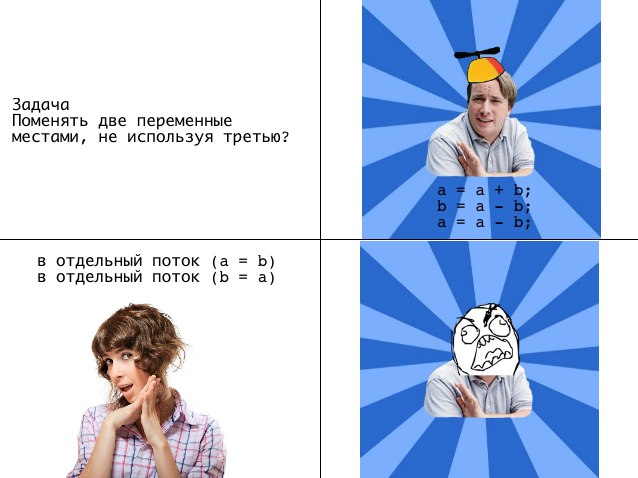 Задача
Поменять две переменные
местами, не используя третью?
a = a + b;
b = a - b;
a = a - b;
в отдельный поток (a = b)
в отдельный поток (b = a)